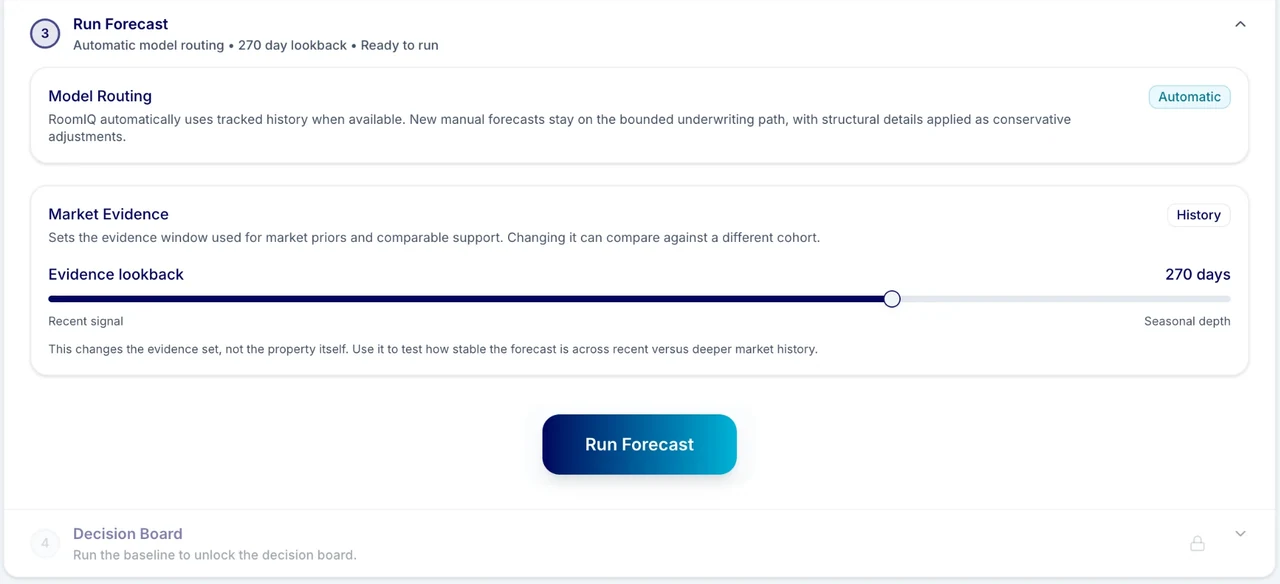 3
Run Forecast
Automatic model routing • 270 day lookback • Ready to run
Model Routing
Automatic
RoomIQ automatically uses tracked history when available. New manual forecasts stay on the bounded underwriting path, with structural details applied as conservative
adjustments.
Market Evidence
History
Sets the evidence window used for market priors and comparable support. Changing it can compare against a different cohort.
Evidence lookback
270 days
Recent signal
Seasonal depth
This changes the evidence set, not the property itself. Use it to test how stable the forecast is across recent versus deeper market history.
Run Forecast
4
Decision Board
Run the baseline to unlock the decision board.